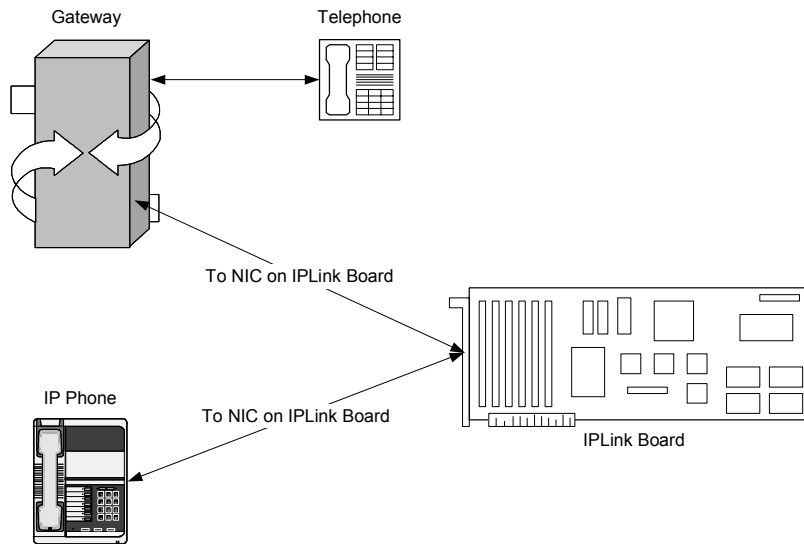 Gateway
Telephone
To NIC on IPLink Board
IP Phone
To NIC on IPLink Board
IPLink Board